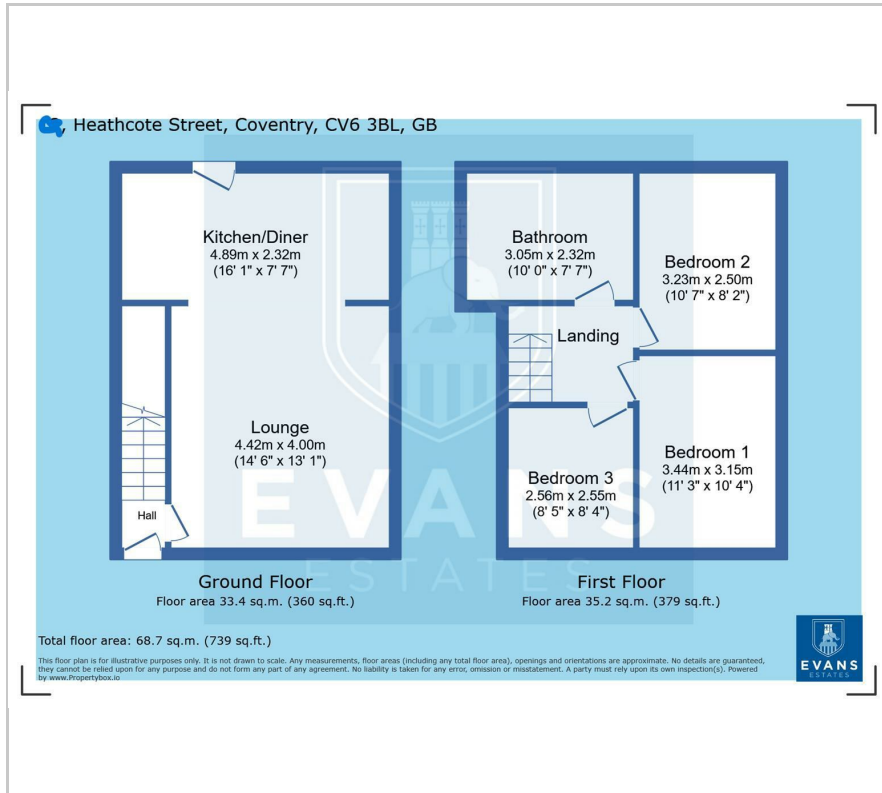 , Heathcote Street, Coventry, CV6 3BL, GB
Kitchen/Diner
4.89m x 2.32m
(16' 1" x 7' 7")
Lounge
4.42m x 4.00m
(14' 6" x 13' 1")
Hall
Ground Floor
Floor area 33.4 sq.m. (360 sq.ft.)
Bathroom
3.05m x 2.32m
(10' 0" x 7' 7")
Bedroom 2
3.23m x 2.50m
(10' 7" x 8' 2")
Landing
Bedroom 1
3.44m x 3.15m
(11' 3" x 10' 4")
Bedroom 3
2.56m x 2.55m
(8' 5" x 8' 4")
First Floor
Floor area 35.2 sq.m. (379 sq.ft.)
EVANS
ESTATES
Total floor area: 68.7 sq.m. (739 sq.ft.)
This floor plan is for illustrative purposes only. It is not drawn to scale. Any measurements, floor areas (including any total floor area), openings and orientations are approximate. No details are guaranteed,
they cannot be relied upon for any purpose and do not form any part of any agreement. No liability is taken for any error, omission or misstatement. A party must rely upon its own inspection(s). Powered
by www.Propertybox.io
EVANS
ESTATES